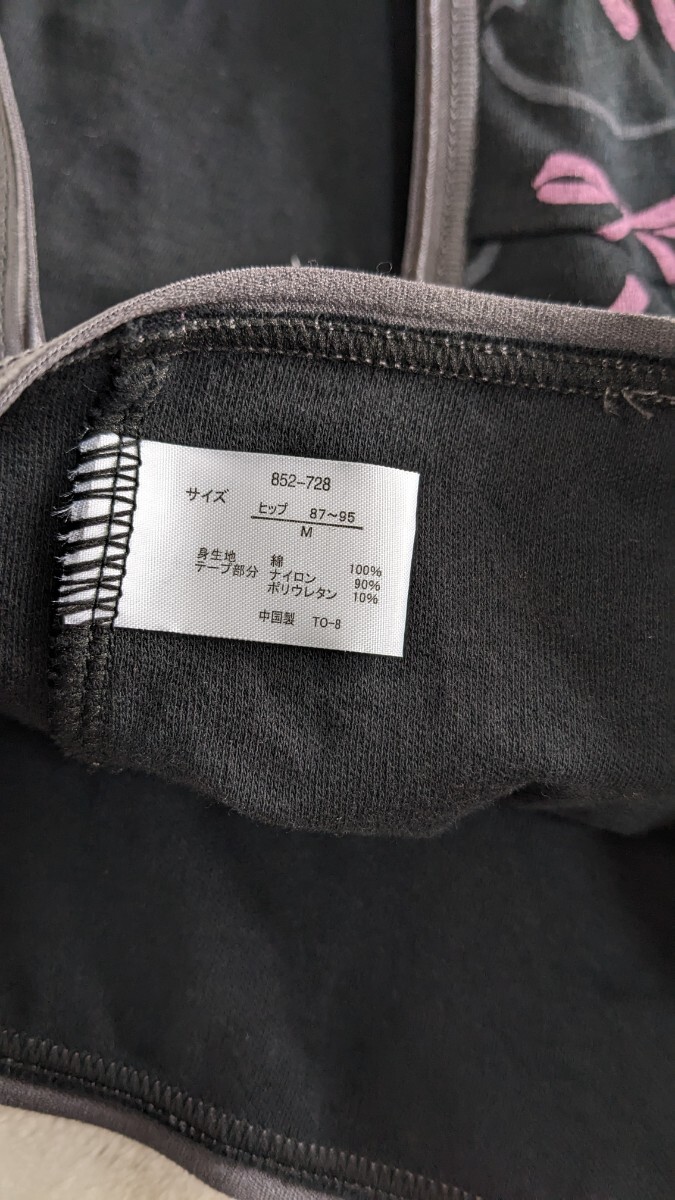 852-728
サイズ ヒップ 87～95
M
身生地 綿 100%
テープ部分 ナイロン 90%
ポリウレタン 10%
中国製 TO-B